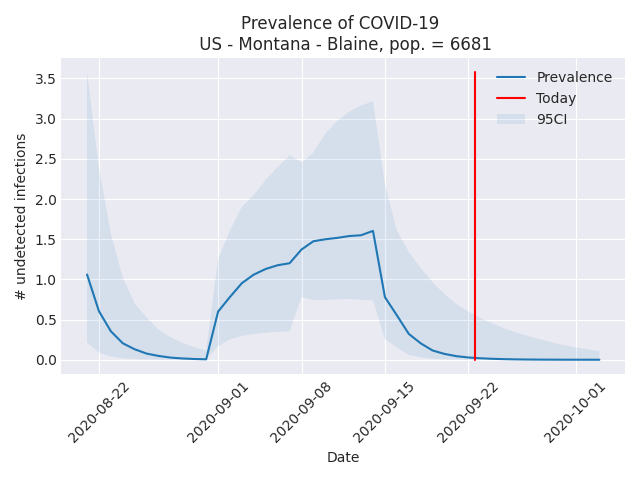 Prevalence of COVID-19
US - Montana - Blaine, pop. = 6681
Prevalence
Today
95CI
# undetected infections
3.5
3.0
2.5
2.0
1.5
1.0
0.5
0.0
2020-08-22
2020-09-01
2020-09-08
2020-09-15
2020-09-22
2020-10-01
Date